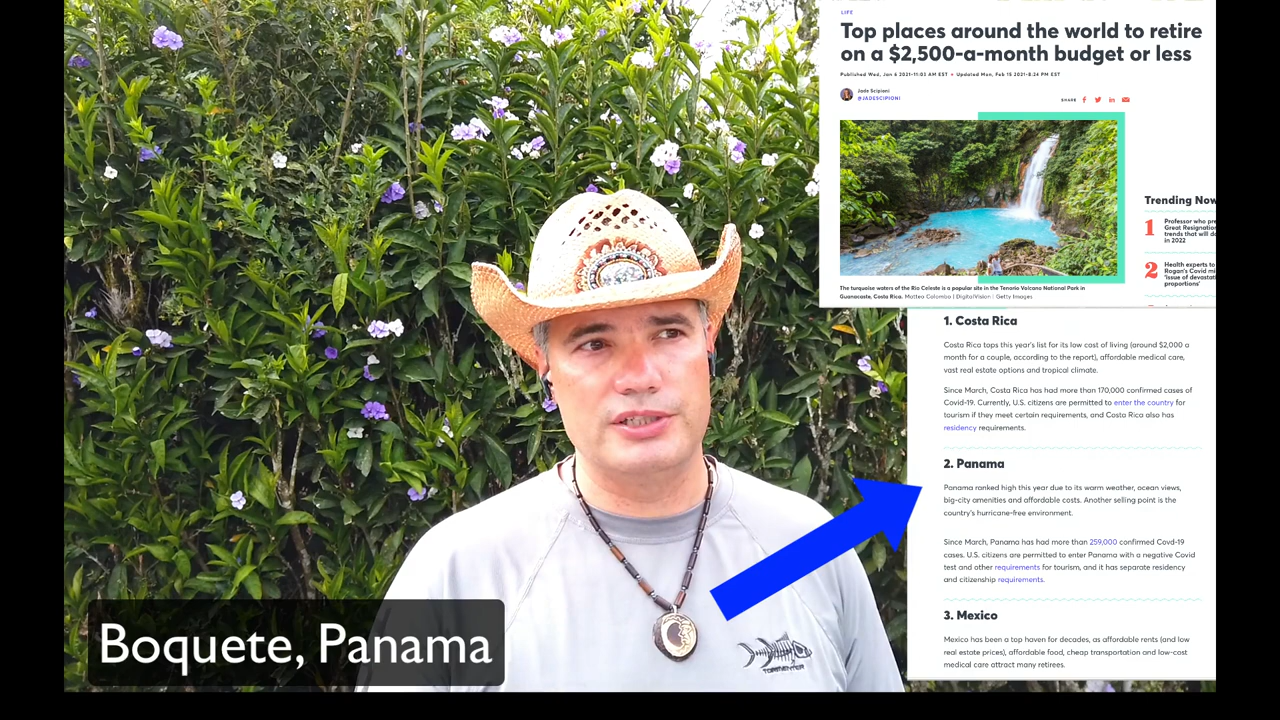 LIFE
Top places around the world to retire
on a $2,500-a-month budget or less
Published Wed, Jan 6 2021•11:03 AM EST • Updated Mon, Feb 15 2021•8:24 PM EST
Jade Scipioni
@JADESCIPIONI
SHARE
Trending Now
1 Professor who pre
Great Resignation
trends that will do
in 2022
2 Health experts to
Rogan's Covid mi
'issue of devastat
proportions'
The turquoise waters of the Rio Celeste is a popular site in the Tenorio Volcano National Park in
Guanacaste, Costa Rica. Matteo Colombo | DigitalVision | Getty Images
1. Costa Rica
Costa Rica tops this year's list for its low cost of living (around $2,000 a
month for a couple, according to the report), affordable medical care,
vast real estate options and tropical climate.
Since March, Costa Rica has had more than 170,000 confirmed cases of
Covid-19. Currently, U.S. citizens are permitted to enter the country for
tourism if they meet certain requirements, and Costa Rica also has
residency requirements.
2. Panama
Panama ranked high this year due to its warm weather, ocean views,
big-city amenities and affordable costs. Another selling point is the
country's hurricane-free environment.
Since March, Panama has had more than 259,000 confirmed Covd-19
cases. U.S. citizens are permitted to enter Panama with a negative Covid
test and other requirements for tourism, and it has separate residency
and citizenship requirements.
3. Mexico
Mexico has been a top haven for decades, as affordable rents (and low
real estate prices), affordable food, cheap transportation and low-cost
medical care attract many retirees.
Boquete, Panama